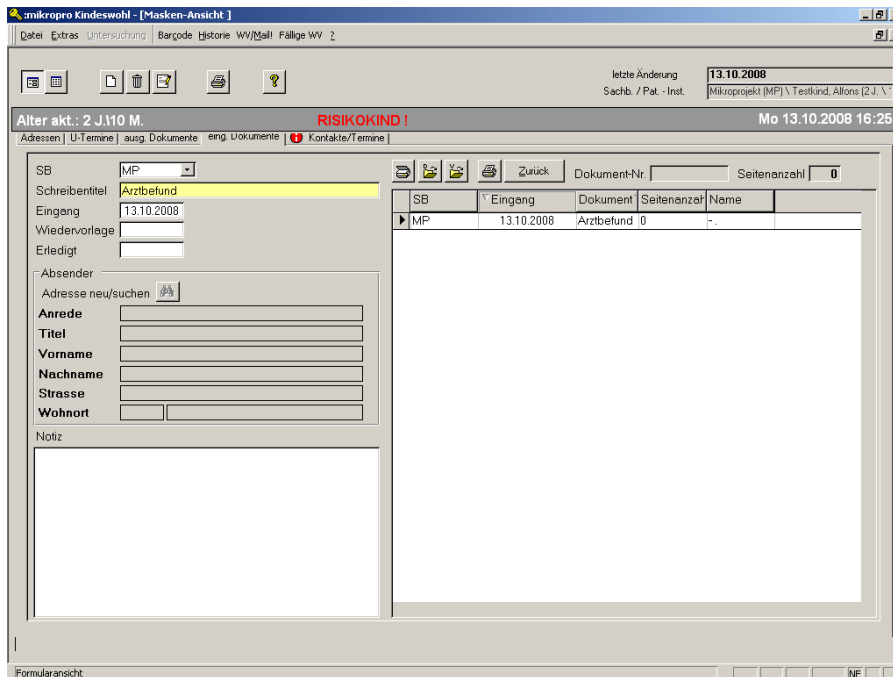 :mikropro Kindeswohl - [Masken-Ansicht ]
Datei Extras Untersuchung Barcode Historie WV/Mail! Fällige WV ?
letzte Änderung 13.10.2008
Sachb. / Pat. - Inst. Mikroprojekt (MP) \ Testkind, Alfons (2 J. \
Alter akt.: 2 J.\10 M. RISIKOKIND ! Mo 13.10.2008 16:25
Adressen | U-Termine | ausg. Dokumente eing. Dokumente | Kontakte/Termine |
SB MP
Schreibentitel Arztbefund
Eingang 13.10.2008
Wiedervorlage
Erledigt
Absender
Adresse neu/suchen
Anrede
Titel
Vorname
Nachname
Strasse
Wohnort
Notiz
Zurück Dokument-Nr. Seitenanzahl 0
SB Eingang Dokument Seitenanzah Name
MP 13.10.2008 Arztbefund 0 - .
Formularansicht NF